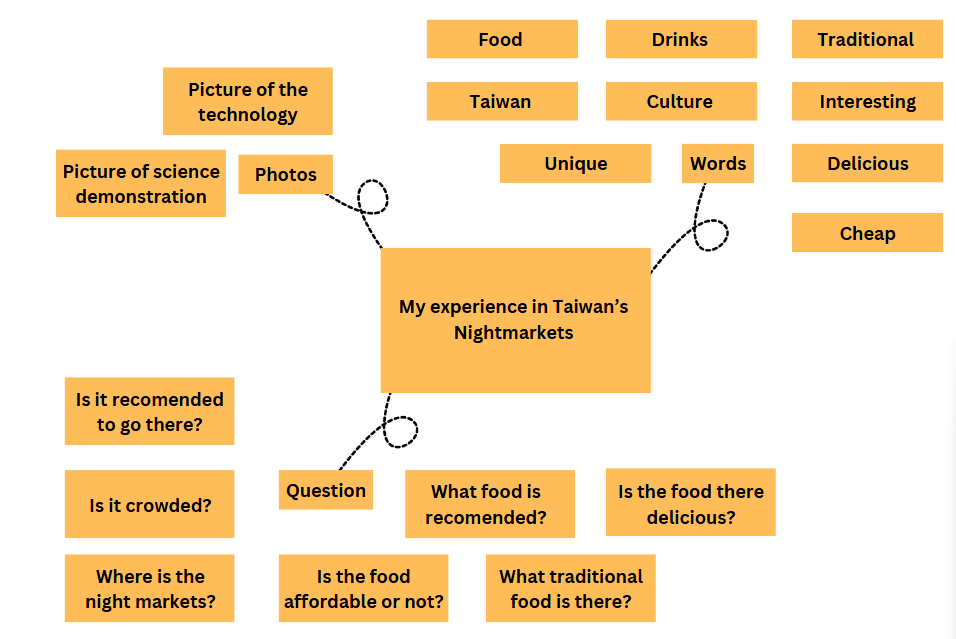 Food
Drinks
Traditional
Picture of the
technology
Taiwan
Culture
Interesting
Picture of science
demonstration
Photos
Unique
Words
Delicious
Cheap
My experience in Taiwan’s
Nightmarkets
Is it recomended
to go there?
Is it crowded?
Question
What food is
recomended?
Is the food there
delicious?
Where is the
night markets?
Is the food
affordable or not?
What traditional
food is there?